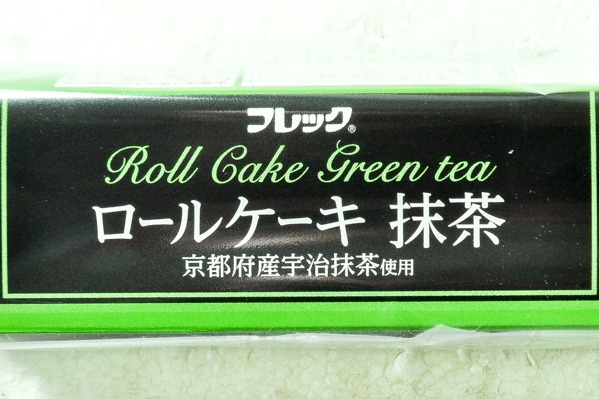 フレック®
Roll Cake Green tea
ロールケーキ 抹茶
京都府産宇治抹茶使用